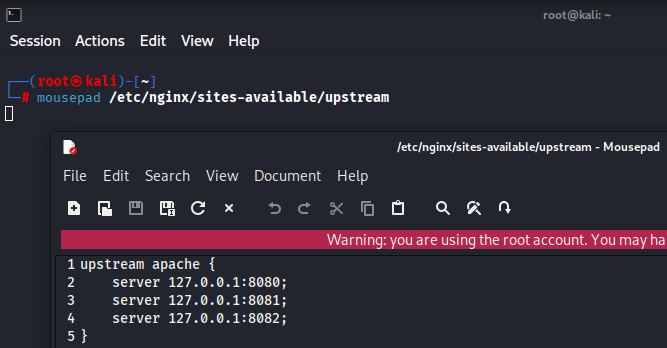 root@kali: ~
Session Actions Edit View Help
(root㉿kali)-[~]
# mousepad /etc/nginx/sites-available/upstream
/etc/nginx/sites-available/upstream - Mousepad
File Edit Search View Document Help
Warning: you are using the root account. You may ha
1 upstream apache {
2     server 127.0.0.1:8080;
3     server 127.0.0.1:8081;
4     server 127.0.0.1:8082;
5 }